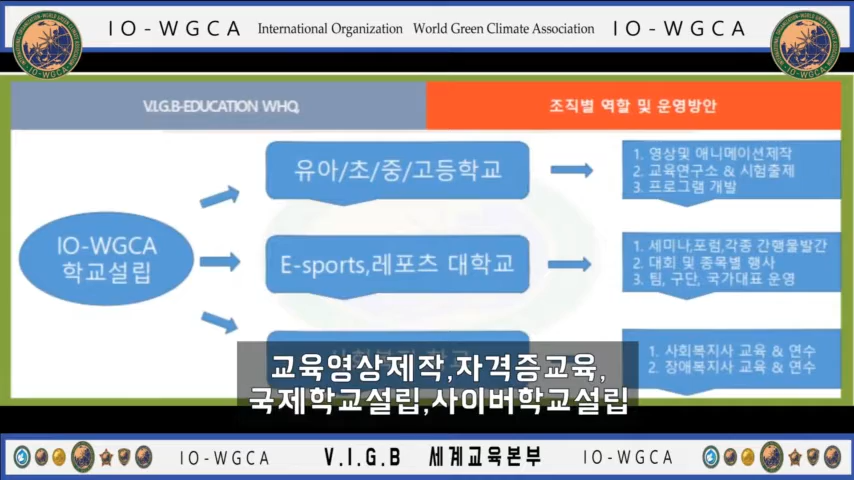 IO-WGCA International Organization World Green Climate Association IO-WGCA
V.I.G.B-EDUCATION WHQ.
조직별 역할 및 운영방안
IO-WGCA
학교설립
유아/초/중/고등학교
1. 영상및 애니메이션제작
2. 교육연구소 & 시험출제
3. 프로그램 개발
E-sports,레포츠 대학교
1. 세미나,포럼,각종 간행물발간
2. 대회 및 종목별 행사
3. 팀, 구단, 국가대표 운영
1. 사회복지사 교육 & 연수
2. 장애복지사 교육 & 연수
교육영상제작,자격증교육,
국제학교설립,사이버학교설립
IO-WGCA V.I.G.B 세계교육본부 IO-WGCA